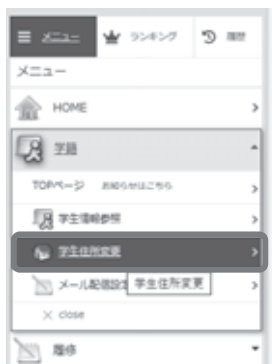 メニュー ランキング 履歴
メニュー
HOME
学籍
TOPページ お知らせはこちら
学生情報参照
学生住所変更
メール配信設定 学生住所変更
× close
履修